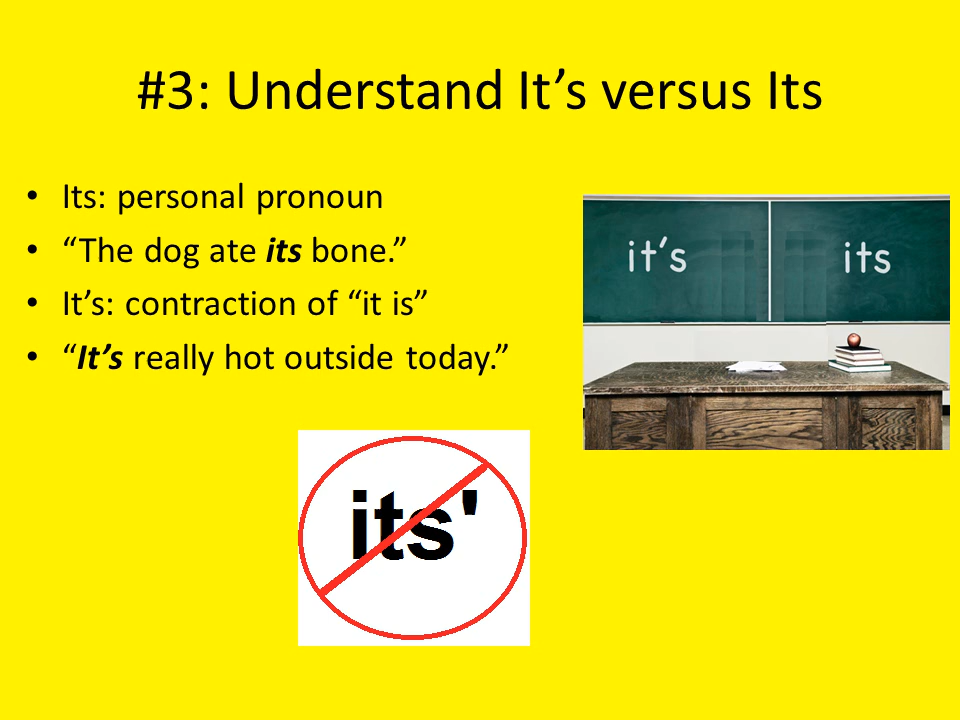 #3: Understand It’s versus Its
• Its: personal pronoun
• “The dog ate its bone.”
• It’s: contraction of “it is”
• “It’s really hot outside today.”
it’s
its
its'